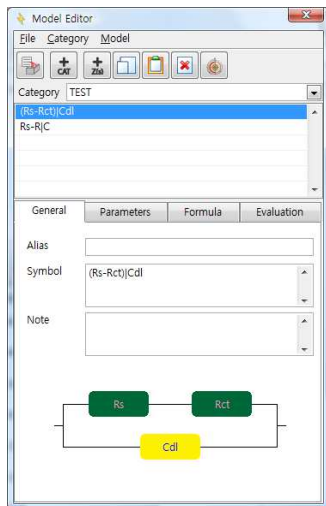 Model Editor
File Category Model
+ CAT + Z(s)
Category TEST
(Rs-Rct)|Cdl
Rs-R|C
General Parameters Formula Evaluation
Alias
Symbol (Rs-Rct)|Cdl
Note
Rs Rct
Cdl